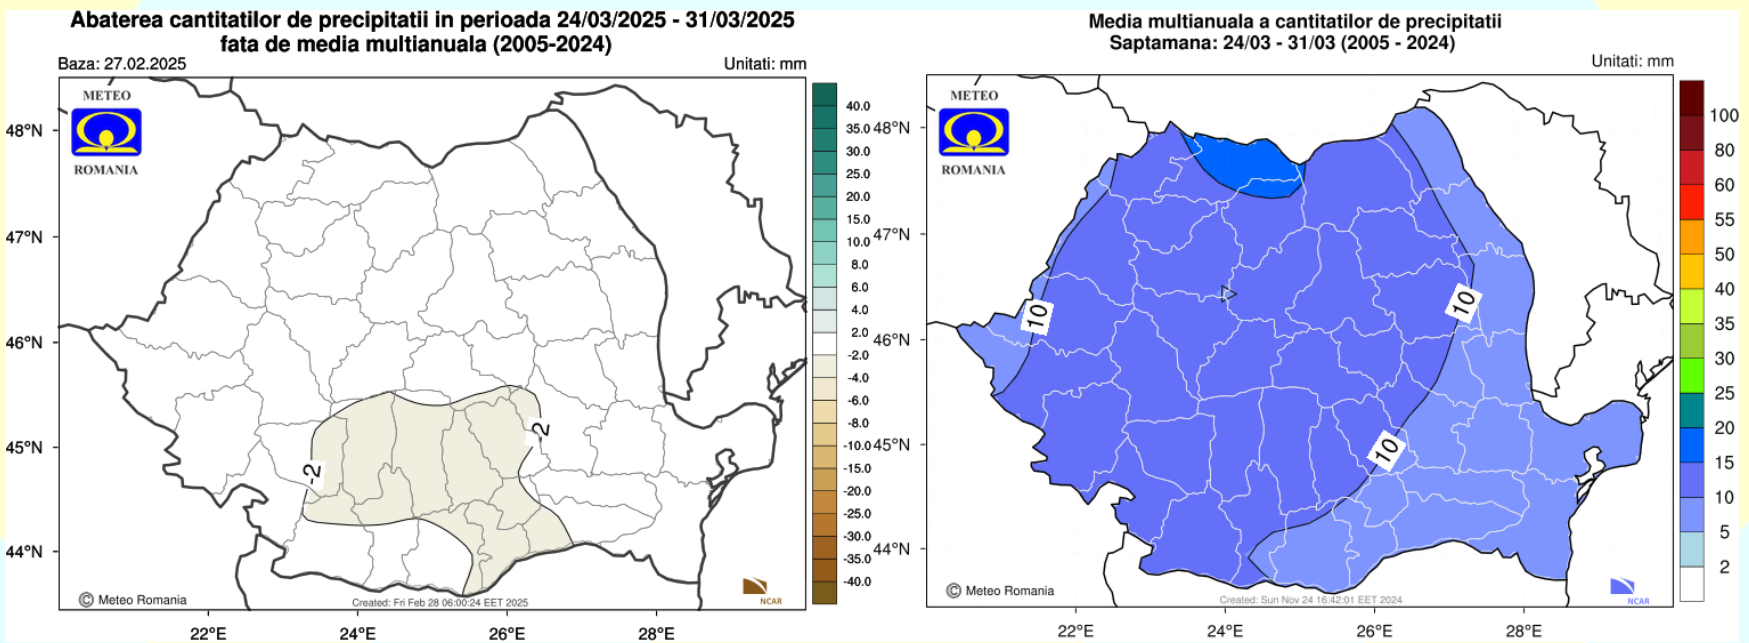 Abaterea cantitatilor de precipitatii in perioada 24/03/2025 - 31/03/2025
fata de media multianuala (2005-2024)
Baza: 27.02.2025
Unitati: mm
METEO
ROMANIA
48°N
47°N
46°N
45°N
44°N
-2
-2
40.0
35.0
30.0
25.0
20.0
15.0
10.0
8.0
6.0
4.0
2.0
-2.0
-4.0
-6.0
-8.0
-10.0
-15.0
-20.0
-25.0
-30.0
-35.0
-40.0
© Meteo Romania
Created: Fri Feb 28 06:00:24 EET 2025
NCAR
22°E
24°E
26°E
28°E
Media multianuala a cantitatilor de precipitatii
Saptamana: 24/03 - 31/03 (2005 - 2024)
Unitati: mm
METEO
ROMANIA
48°N
47°N
46°N
45°N
44°N
10
10
10
100
80
60
55
50
40
35
30
25
20
15
10
5
2
© Meteo Romania
Created: Sun Nov 24 16:42:01 EET 2024
NCAR
22°E
24°E
26°E
28°E